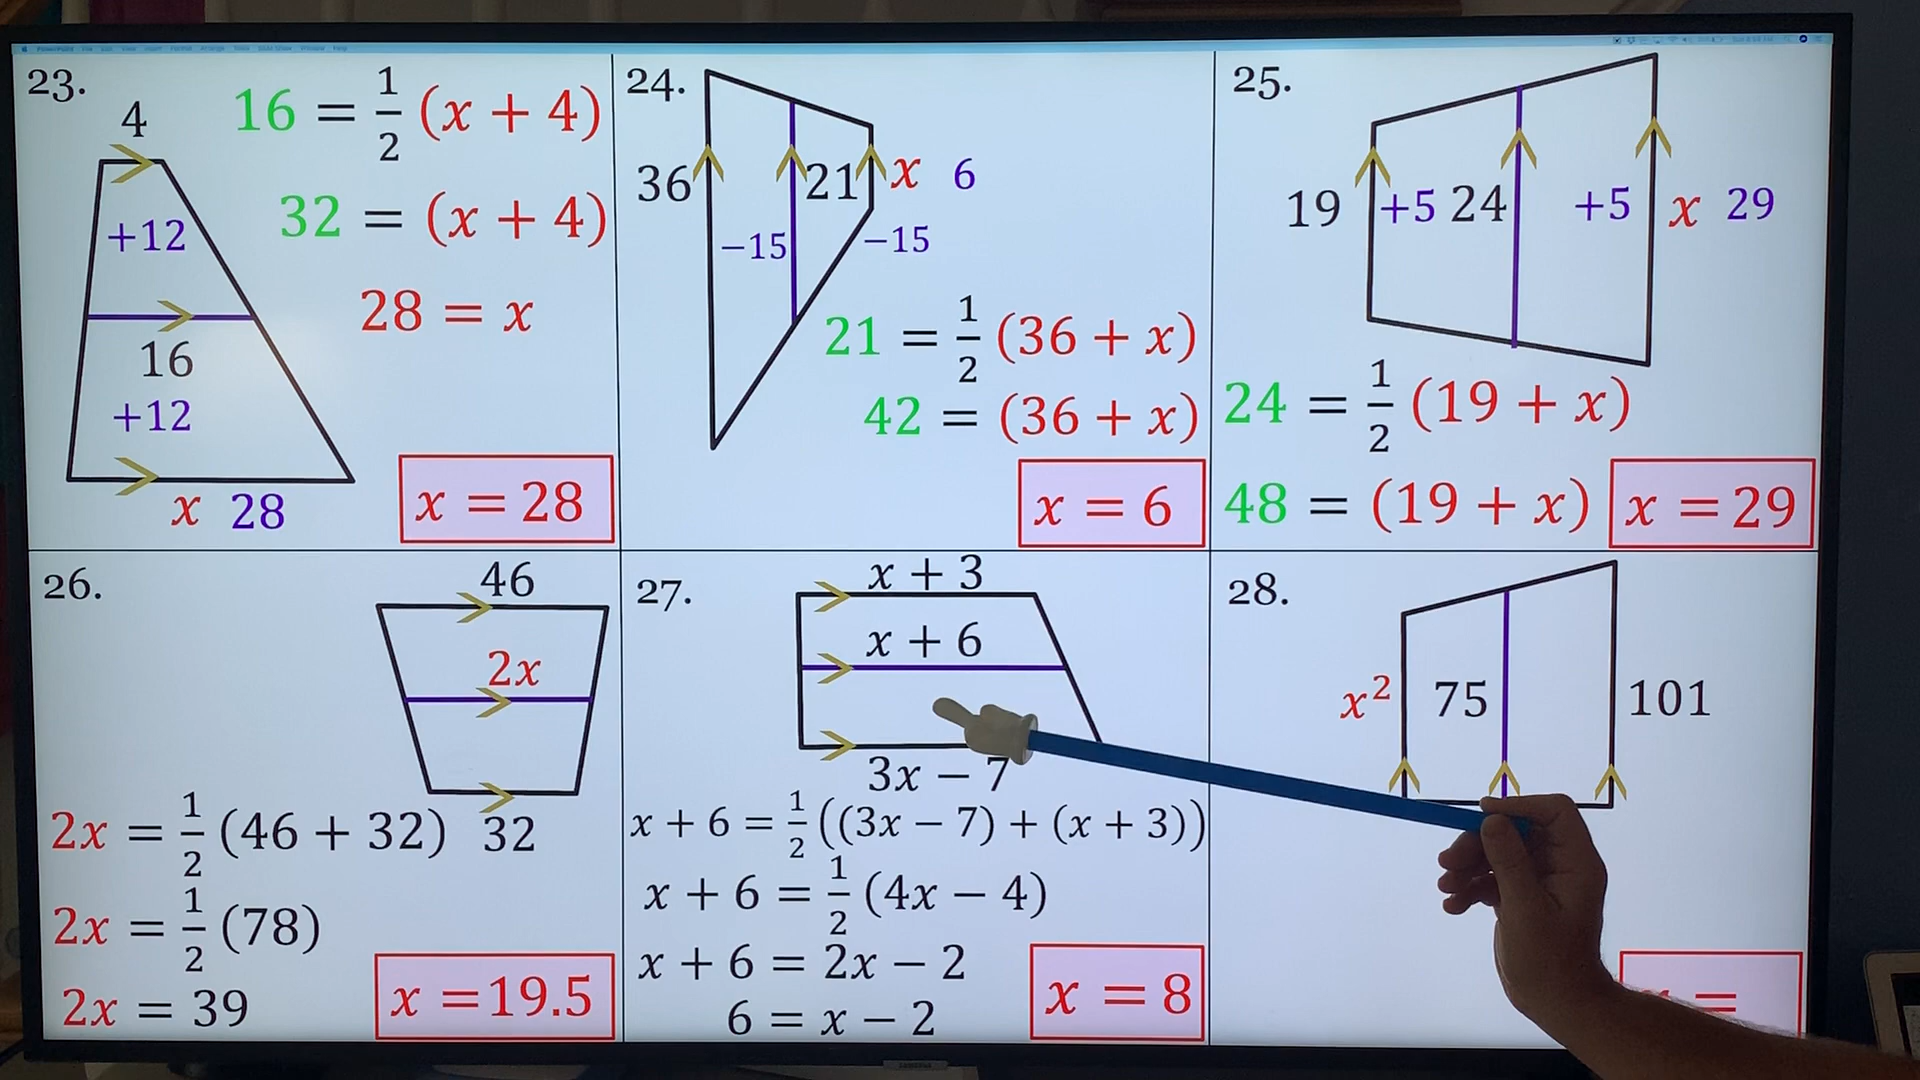 23.
4
16 = 1/2 (x + 4)
+12
32 = (x + 4)
28 = x
16
+12
x 28
x = 28
24.
36
21
x 6
−15
−15
21 = 1/2 (36 + x)
42 = (36 + x)
x = 6
25.
19
+5
24
+5
x 29
24 = 1/2 (19 + x)
48 = (19 + x)
x = 29
26.
46
2x
32
2x = 1/2 (46 + 32)
2x = 1/2 (78)
2x = 39
x = 19.5
27.
x + 3
x + 6
3x − 7
x + 6 = 1/2 ((3x − 7) + (x + 3))
x + 6 = 1/2 (4x − 4)
x + 6 = 2x − 2
6 = x − 2
x = 8
28.
x²
75
101
=